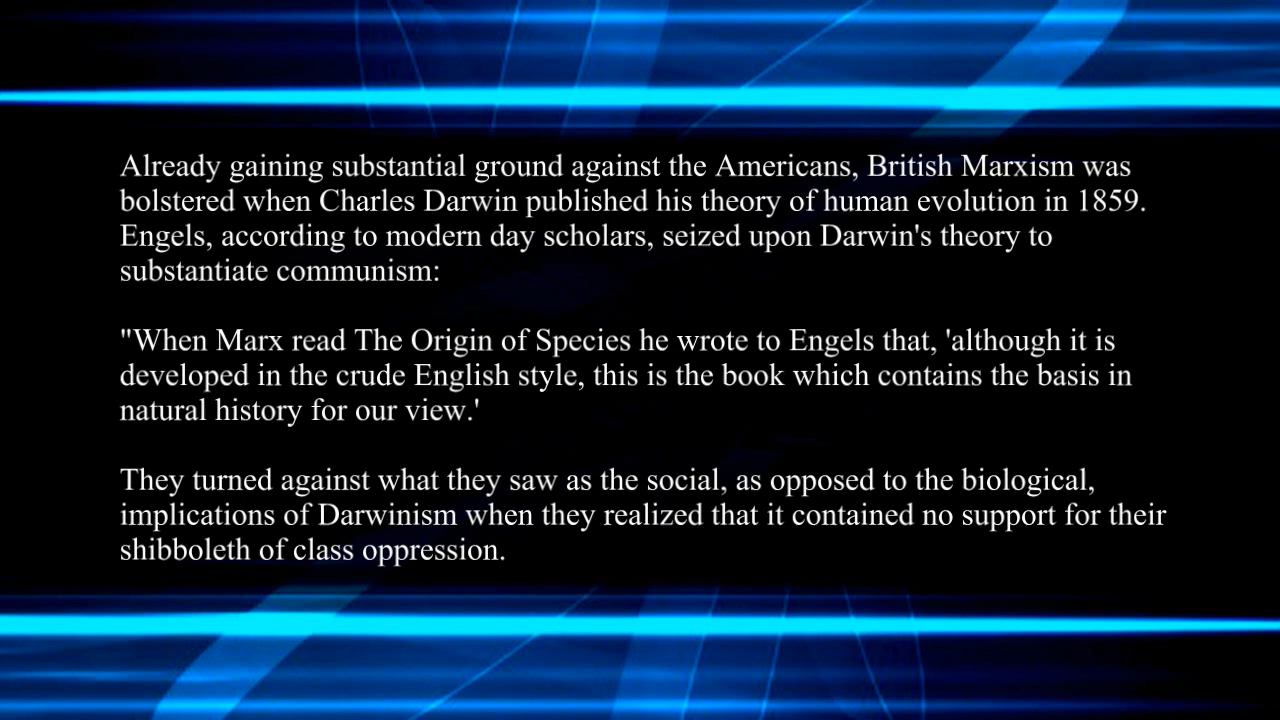 Already gaining substantial ground against the Americans, British Marxism was
bolstered when Charles Darwin published his theory of human evolution in 1859.
Engels, according to modern day scholars, seized upon Darwin's theory to
substantiate communism:
"When Marx read The Origin of Species he wrote to Engels that, 'although it is
developed in the crude English style, this is the book which contains the basis in
natural history for our view.'
They turned against what they saw as the social, as opposed to the biological,
implications of Darwinism when they realized that it contained no support for their
shibboleth of class oppression.